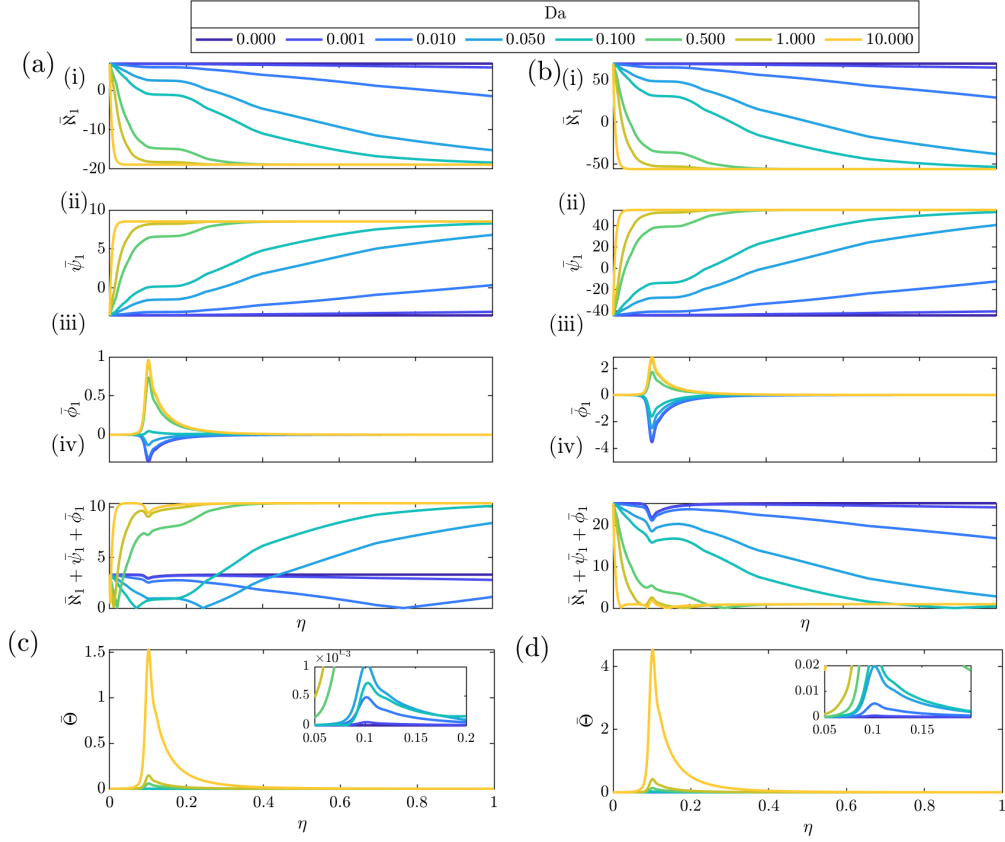 Da
0.000 0.001 0.010 0.050 0.100 0.500 1.000 10.000
(a) (i)
ℵ̄₁
0
-10
-20
(ii)
ψ̄₁
10
5
0
(iii)
ϕ̄₁
1
0.5
0
(iv)
ℵ̄₁ + ψ̄₁ + ϕ̄₁
10
5
0
η
(b) (i)
ℵ̄₁
50
0
-50
(ii)
ψ̄₁
40
20
0
-20
-40
(iii)
ϕ̄₁
2
0
-2
-4
(iv)
ℵ̄₁ + ψ̄₁ + ϕ̄₁
20
10
0
η
(c)
Θ̄
1.5
1
0.5
0
0 0.2 0.4 0.6 0.8 1
η
×10⁻³
1
0.5
0
0.05 0.1 0.15 0.2
(d)
Θ̄
4
2
0
0 0.2 0.4 0.6 0.8 1
η
0.02
0.01
0
0.05 0.1 0.15